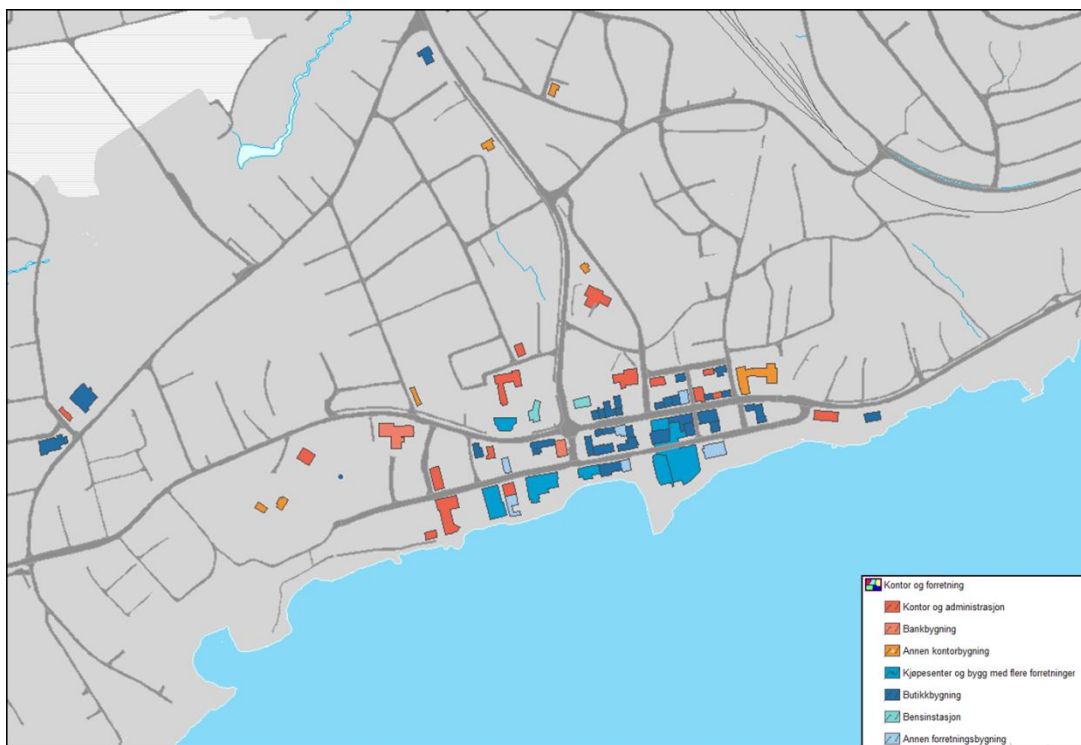 Kontor og forretning
Kontor og administrasjon
Bankbygning
Annen kontorbygning
Kjøpesenter og bygg med flere forretninger
Butikkbygning
Bensinstasjon
Annen forretningsbygning